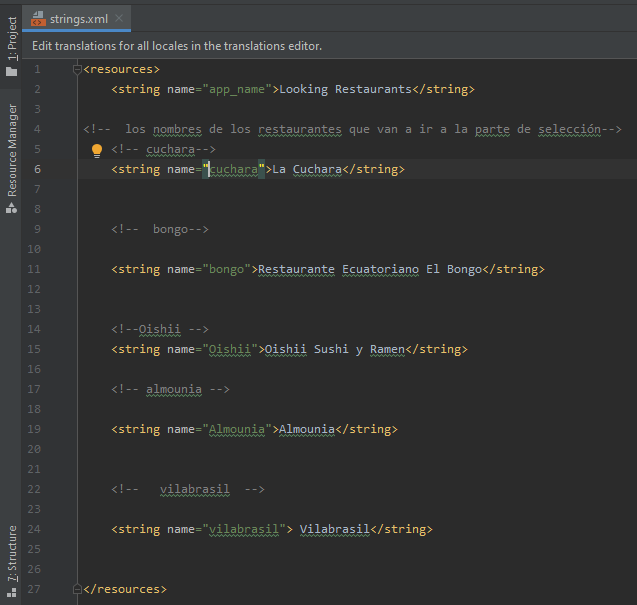 strings.xml
Edit translations for all locales in the translations editor.
1: Project
Resource Manager
7: Structure
1 <resources>
2 <string name="app_name">Looking Restaurants</string>
3
4 <!--  los nombres de los restaurantes que van a ir a la parte de selección-->
5 <!-- cuchara-->
6 <string name="cuchara">La Cuchara</string>
7
8
9 <!--  bongo-->
10
11 <string name="bongo">Restaurante Ecuatoriano El Bongo</string>
12
13
14 <!--Oishii -->
15 <string name="Oishii">Oishii Sushi y Ramen</string>
16
17 <!-- almounia -->
18
19 <string name="Almounia">Almounia</string>
20
21
22 <!--   vilabrasil  -->
23
24 <string name="vilabrasil"> Vilabrasil</string>
25
26
27 </resources>